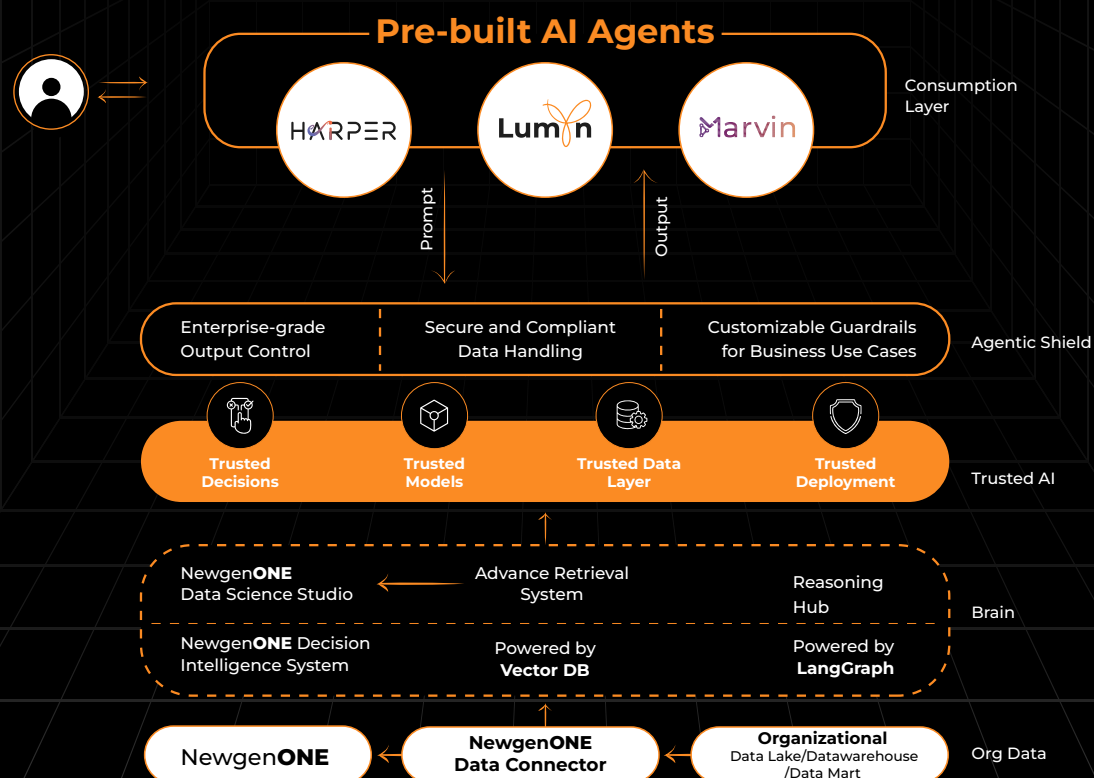 Pre-built AI Agents
HARPER
Lumyn
Marvin
Consumption
Layer
Prompt
Output
Enterprise-grade
Output Control
Secure and Compliant
Data Handling
Customizable Guardrails
for Business Use Cases
Agentic Shield
Trusted
Decisions
Trusted
Models
Trusted Data
Layer
Trusted
Deployment
Trusted AI
NewgenONE
Data Science Studio
Advance Retrieval
System
Reasoning
Hub
Brain
NewgenONE Decision
Intelligence System
Powered by
Vector DB
Powered by
LangGraph
NewgenONE
NewgenONE
Data Connector
Organizational
Data Lake/Datawarehouse
/Data Mart
Org Data